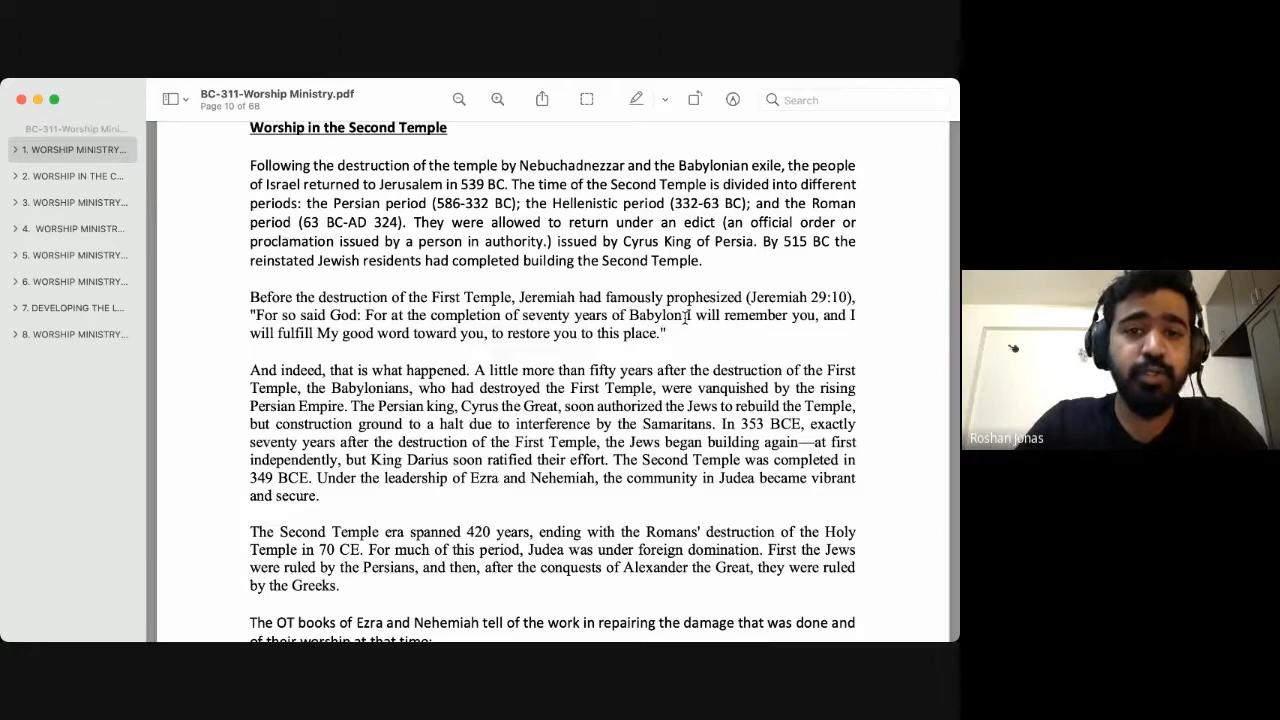 BC-311-Worship Ministry.pdf
Page 10 of 68
Search
BC-311-Worship Mini...
1. WORSHIP MINISTRY...
2. WORSHIP IN THE C...
3. WORSHIP MINISTRY...
4. WORSHIP MINISTR...
5. WORSHIP MINISTRY...
6. WORSHIP MINISTRY...
7. DEVELOPING THE L...
8. WORSHIP MINISTRY...
Worship in the Second Temple
Following the destruction of the temple by Nebuchadnezzar and the Babylonian exile, the people
of Israel returned to Jerusalem in 539 BC. The time of the Second Temple is divided into different
periods: the Persian period (586-332 BC); the Hellenistic period (332-63 BC); and the Roman
period (63 BC-AD 324). They were allowed to return under an edict (an official order or
proclamation issued by a person in authority.) issued by Cyrus King of Persia. By 515 BC the
reinstated Jewish residents had completed building the Second Temple.
Before the destruction of the First Temple, Jeremiah had famously prophesized (Jeremiah 29:10),
"For so said God: For at the completion of seventy years of Babylon I will remember you, and I
will fulfill My good word toward you, to restore you to this place."
And indeed, that is what happened. A little more than fifty years after the destruction of the First
Temple, the Babylonians, who had destroyed the First Temple, were vanquished by the rising
Persian Empire. The Persian king, Cyrus the Great, soon authorized the Jews to rebuild the Temple,
but construction ground to a halt due to interference by the Samaritans. In 353 BCE, exactly
seventy years after the destruction of the First Temple, the Jews began building again—at first
independently, but King Darius soon ratified their effort. The Second Temple was completed in
349 BCE. Under the leadership of Ezra and Nehemiah, the community in Judea became vibrant
and secure.
The Second Temple era spanned 420 years, ending with the Romans' destruction of the Holy
Temple in 70 CE. For much of this period, Judea was under foreign domination. First the Jews
were ruled by the Persians, and then, after the conquests of Alexander the Great, they were ruled
by the Greeks.
The OT books of Ezra and Nehemiah tell of the work in repairing the damage that was done and
of their worship at that time:
Roshan Jonas